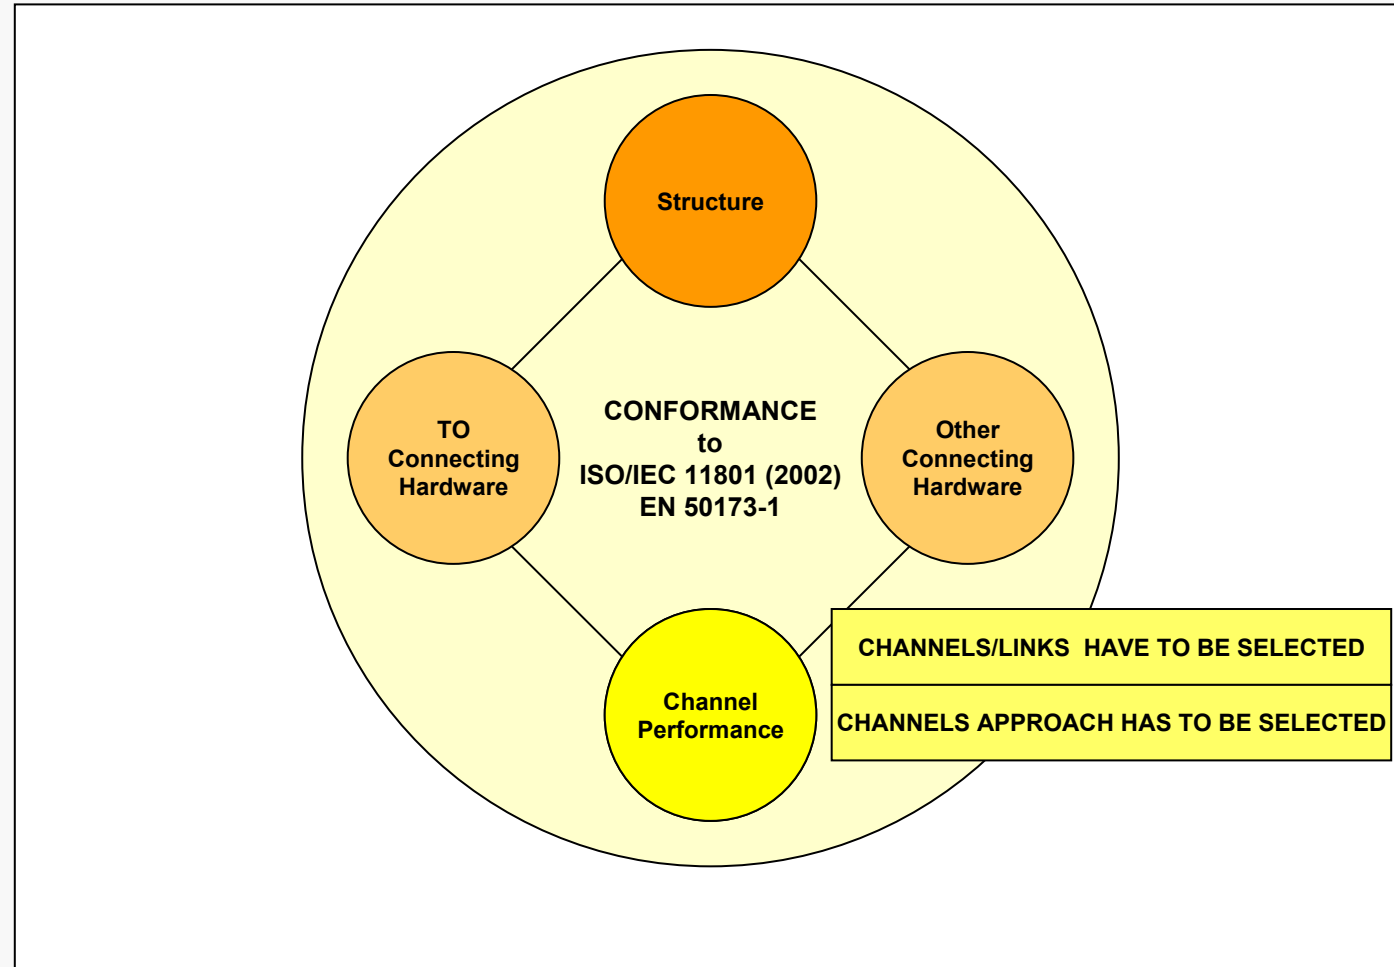 Structure
TO
Connecting
Hardware
CONFORMANCE
to
ISO/IEC 11801 (2002)
EN 50173-1
Other
Connecting
Hardware
Channel
Performance
CHANNELS/LINKS  HAVE TO BE SELECTED
CHANNELS APPROACH HAS TO BE SELECTED